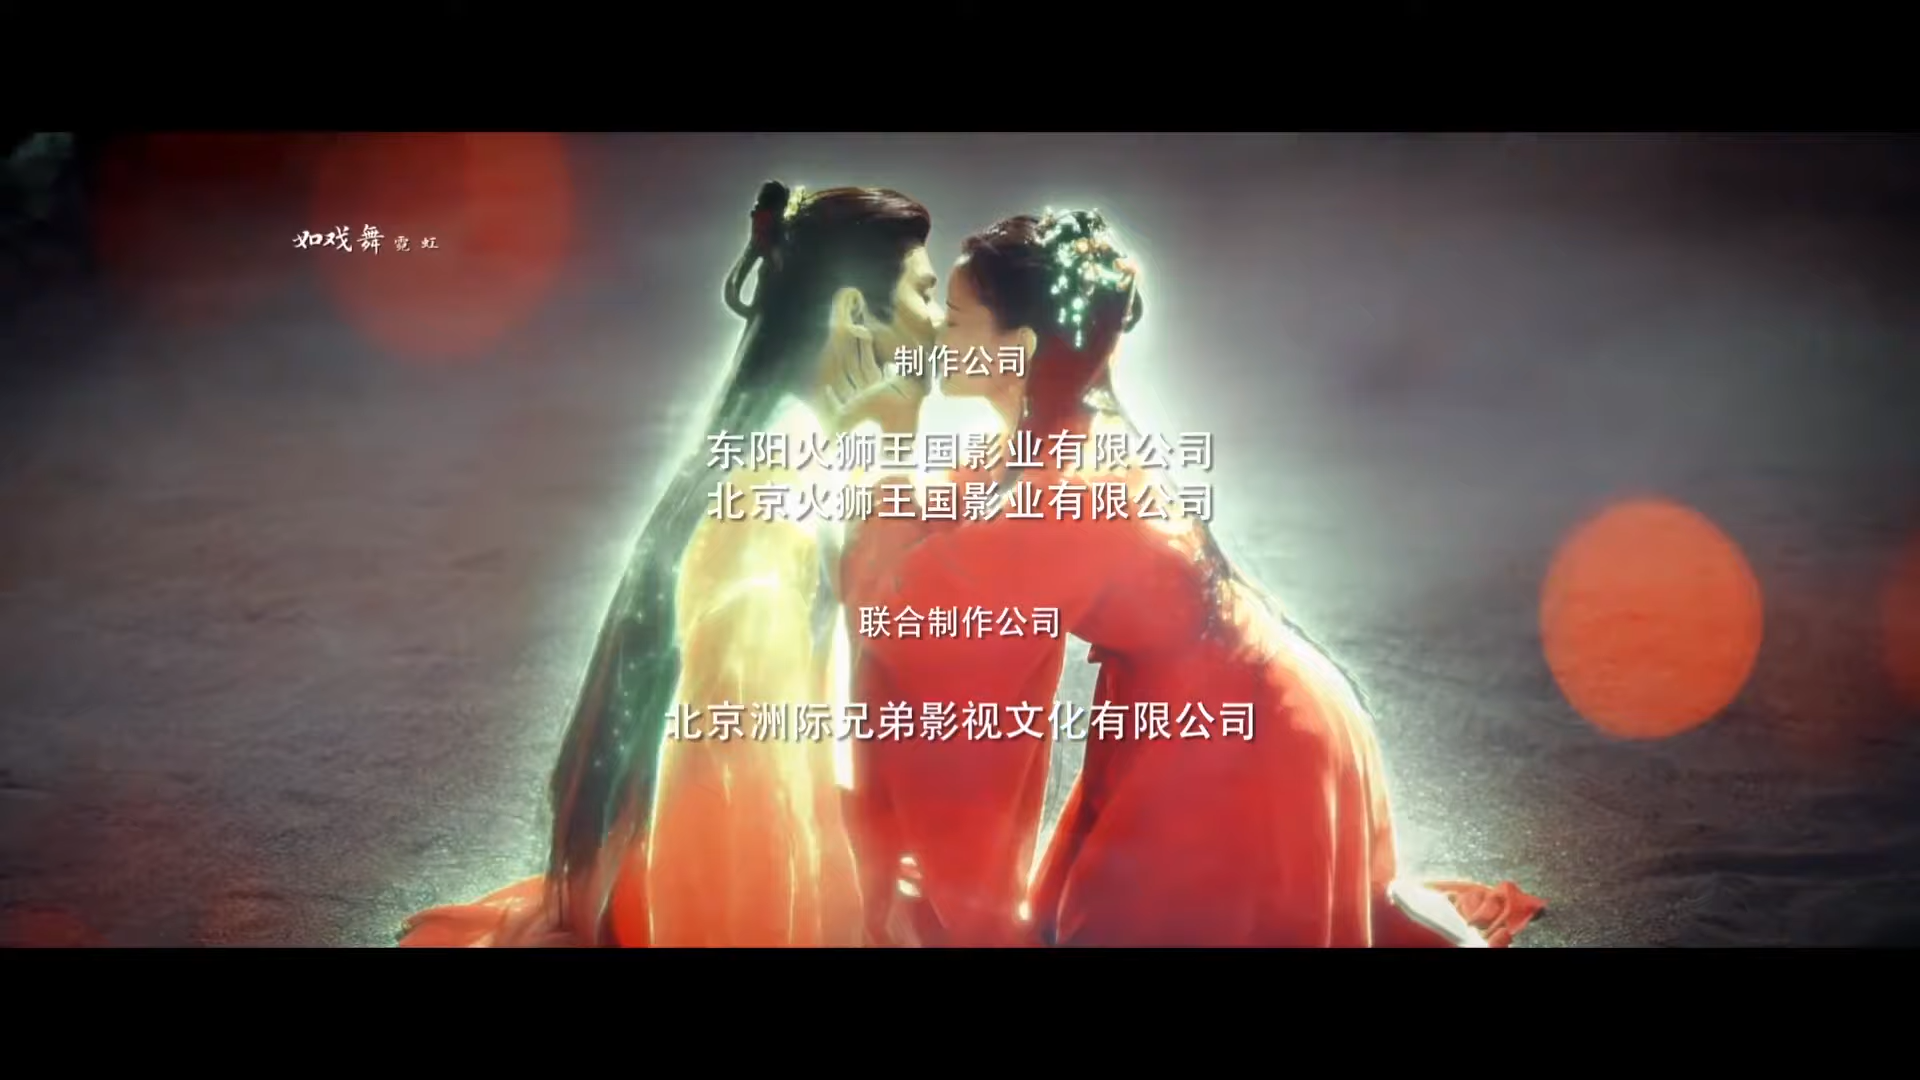 如戏舞霓虹
制作公司
东阳火狮王国影业有限公司
北京火狮王国影业有限公司
联合制作公司
北京洲际兄弟影视文化有限公司